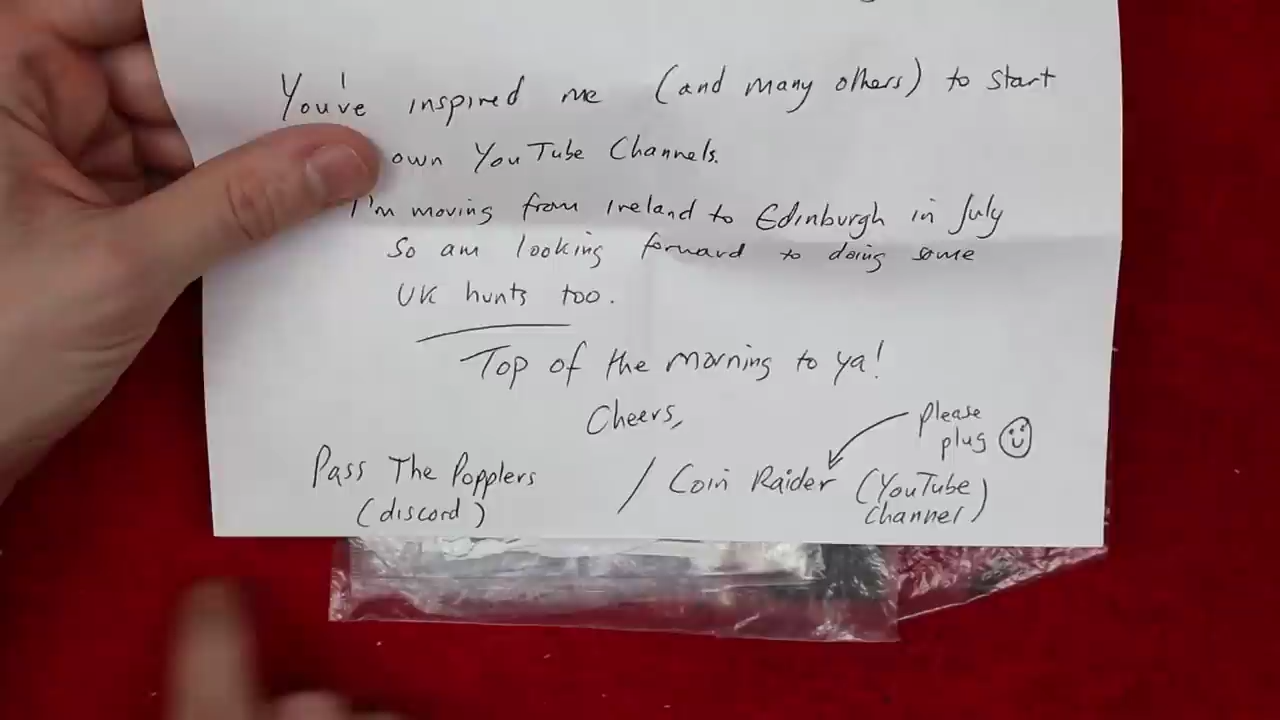 You've inspired me (and many others) to start
own YouTube Channels.
I'm moving from Ireland to Edinburgh in July
So am looking forward to doing some
UK hunts too.
Top of the morning to ya!
Cheers,
please
plug
Pass The Popplers / Coin Raider (YouTube
(discord) Channel)